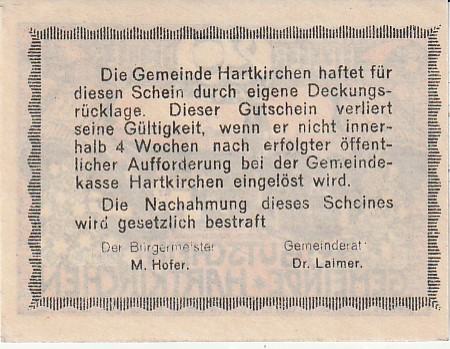 Die Gemeinde Hartkirchen haftet für
diesen Schein durch eigene Deckungs-
rücklage. Dieser Gutschein verliert
seine Gültigkeit, wenn er nicht inner-
halb 4 Wochen nach erfolgter öffent-
licher Aufforderung bei der Gemeinde-
kasse Hartkirchen eingelöst wird.
Die Nachahmung dieses Scheines
wird gesetzlich bestraft
Der Bürgermeister Gemeinderat:
M. Hofer. Dr. Laimer.